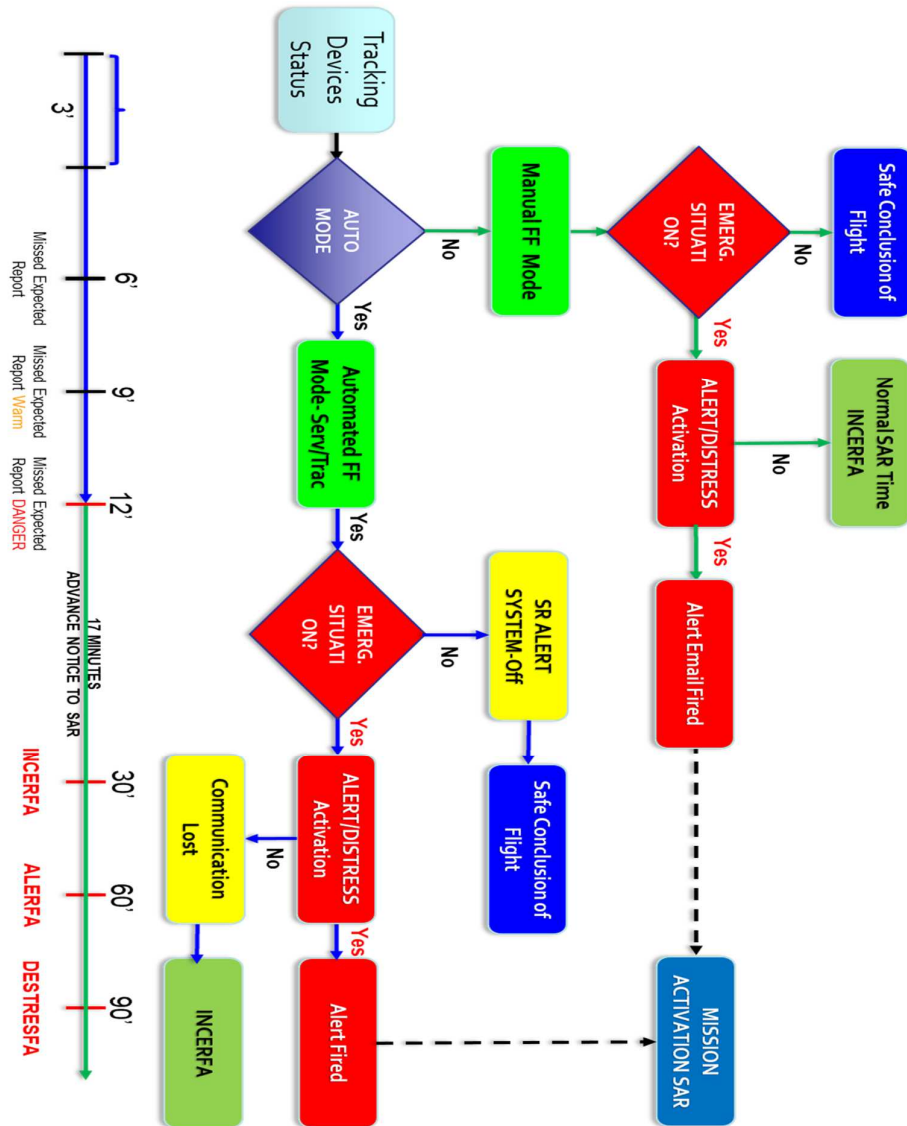 Tracking
Devices
Status
AUTO
MODE
No
Manual FF Mode
EMERG.
SITUATI
ON?
No
Safe Conclusion of
Flight
Yes
ALERT/DISTRESS
Activation
No
Normal SAR Time
INCERFA
Yes
Alert Email Fired
MISSION
ACTIVATION SAR
Yes
Automated FF
Mode- Serv/Trac
Yes
EMERG.
SITUATI
ON?
No
SR ALERT
SYSTEM-Off
Safe Conclusion of
Flight
Yes
ALERT/DISTRESS
Activation
No
Communication
Lost
INCERFA
Yes
Alert Fired
3'
6'
9'
12'
30'
60'
90'
Missed Expected
Report
Missed Expected
Report Warm
Missed Expected
Report DANGER
17 MINUTES
ADVANCE NOTICE TO SAR
INCERFA
ALERFA
DESTRESFA